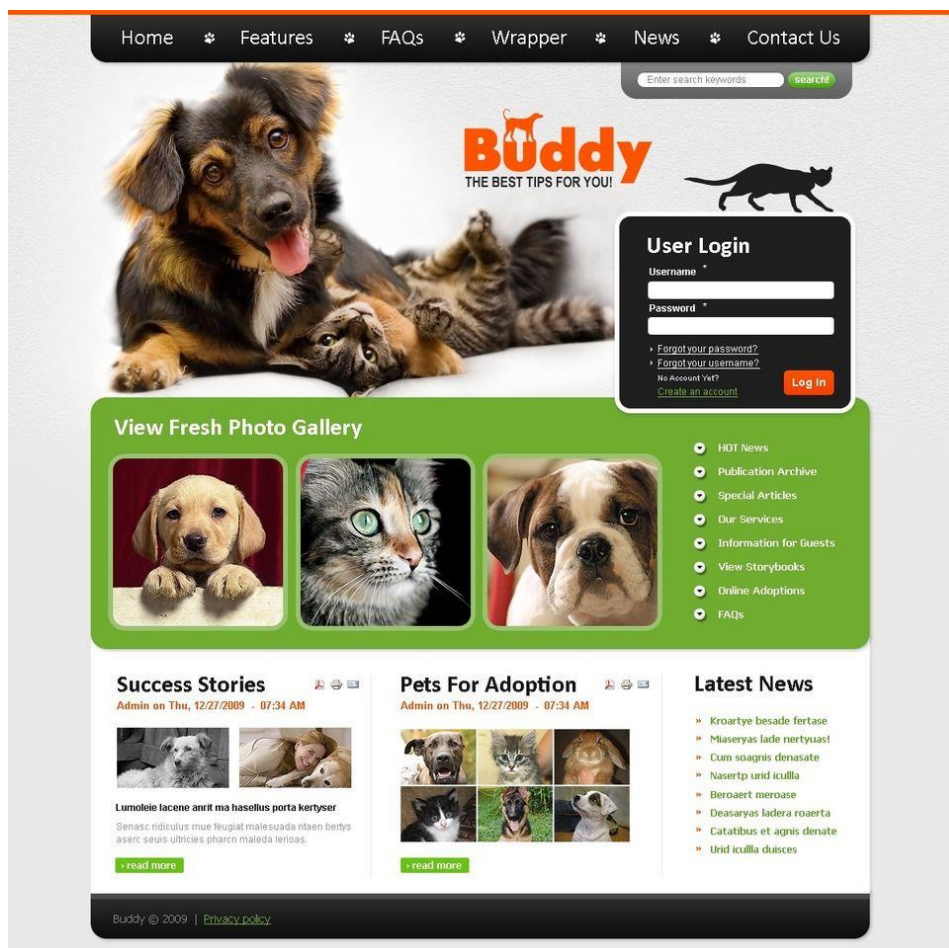 Home Features FAQs Wrapper News Contact Us
Enter search keywords search!
Buddy
THE BEST TIPS FOR YOU!
User Login
Username *
Password *
Forgot your password?
Forgot your username?
No Account Yet?
Create an account
Log In
View Fresh Photo Gallery
HOT News
Publication Archive
Special Articles
Our Services
Information for Guests
View Storybooks
Online Adoptions
FAQs
Success Stories
Admin on Thu, 12/27/2009 - 07:34 AM
Lumoleie lacene anrit ma hasellus porta kertyser
Senasc ridiculus mue feugiat malesuada ntaen bertys
aserc seuis ultricies pharcn maleda lerioas.
› read more
Pets For Adoption
Admin on Thu, 12/27/2009 - 07:34 AM
› read more
Latest News
» Kroartye besade fertase
» Miaseryas lade nertyuas!
» Cum soagnis denasate
» Nasertp urid icullla
» Beroaert meroase
» Deasaryas ladera roaerta
» Catatibus et agnis denate
» Urid icullla duisces
Buddy © 2009 | Privacy policy